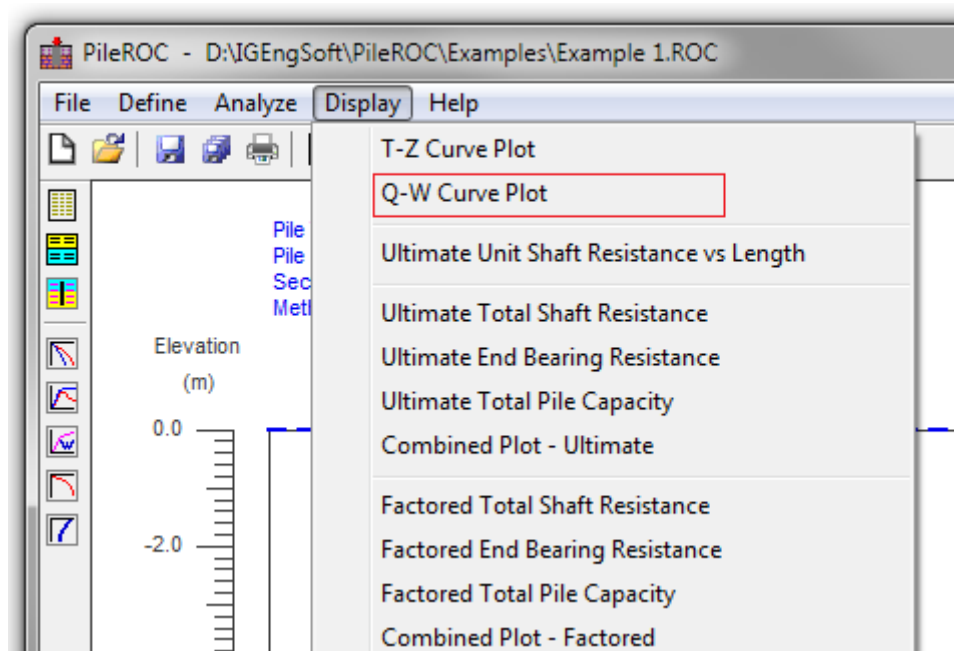 PileROC - D:\IGEngSoft\PileROC\Examples\Example 1.ROC
File Define Analyze Display Help
T-Z Curve Plot
Q-W Curve Plot
Pile
Pile
Ultimate Unit Shaft Resistance vs Length
Ultimate Total Shaft Resistance
Elevation
Ultimate End Bearing Resistance
(m)
Ultimate Total Pile Capacity
0.0
Combined Plot - Ultimate
Factored Total Shaft Resistance
-2.0
Factored End Bearing Resistance
Factored Total Pile Capacity
Combined Plot - Factored